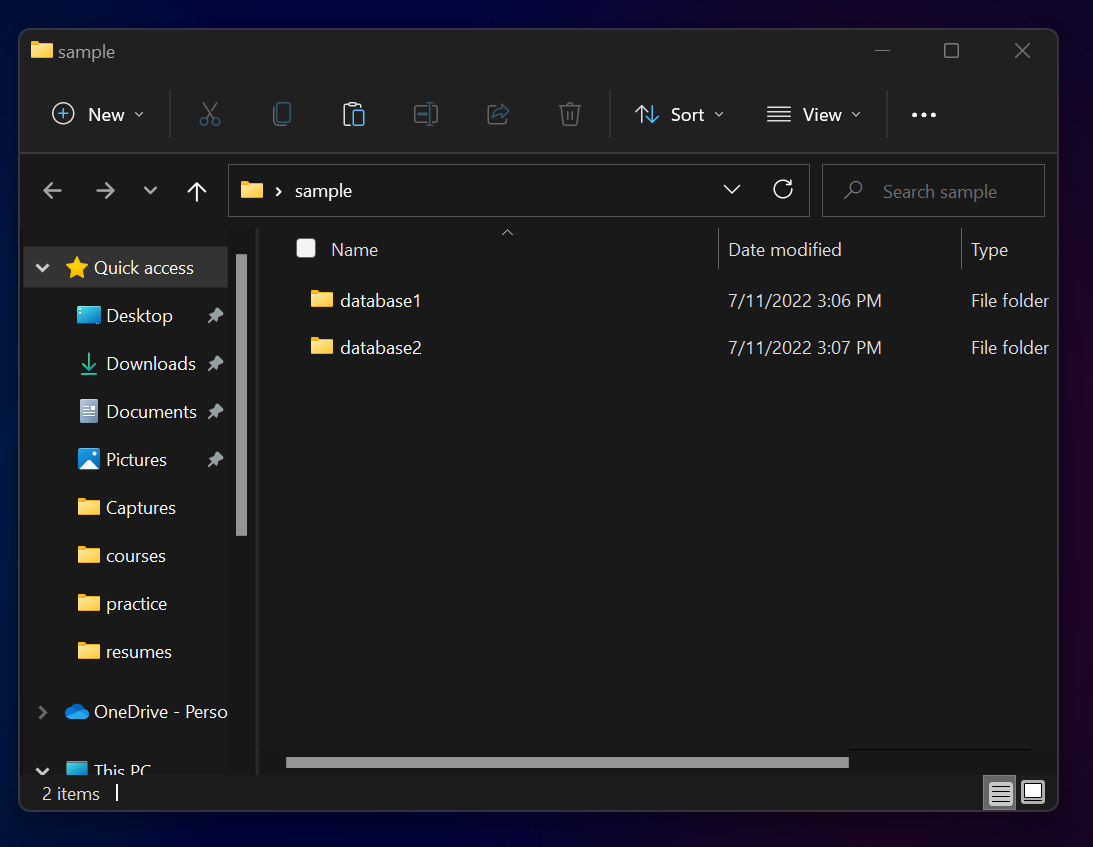 sample
New Sort View
sample Search sample
Name Date modified Type
Quick access
database1 7/11/2022 3:06 PM File folder
database2 7/11/2022 3:07 PM File folder
Desktop
Downloads
Documents
Pictures
Captures
courses
practice
resumes
OneDrive - Perso
This PC
2 items